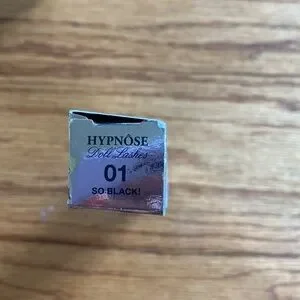 HYPNÔSE
Doll Lashes
01
SO BLACK!